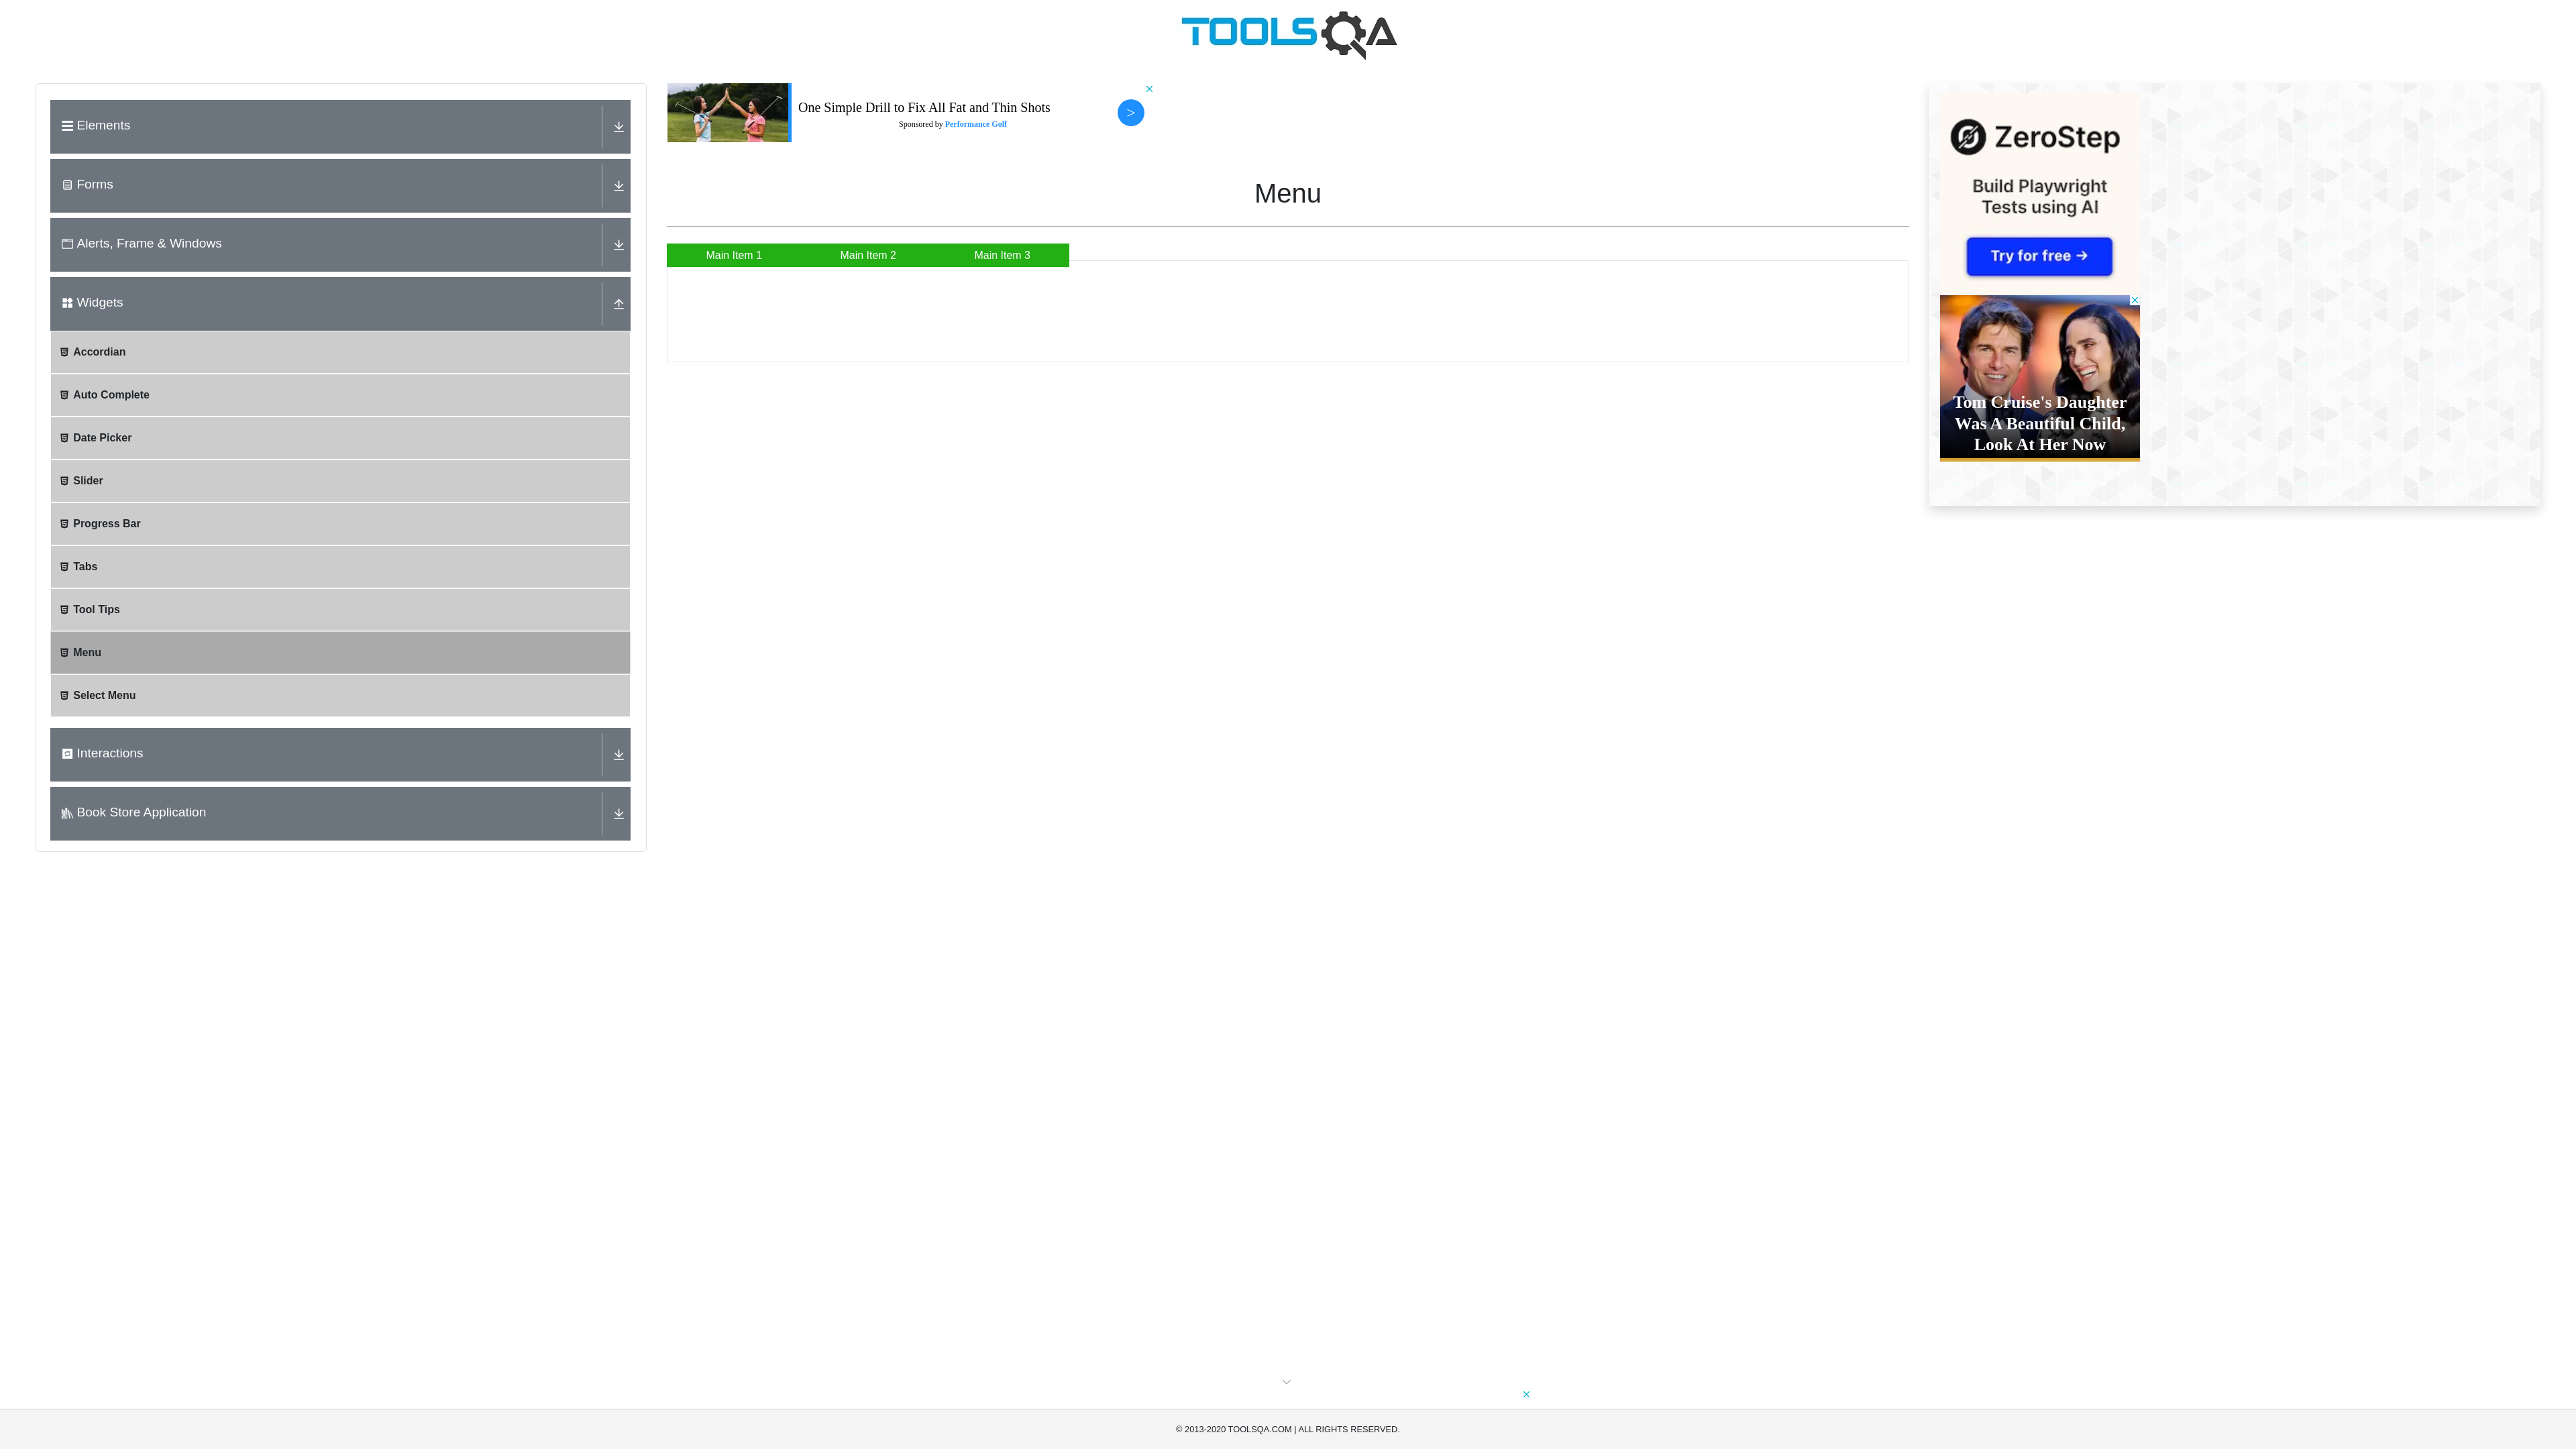 TOOLSQA
Elements
Forms
Alerts, Frame & Windows
Widgets
Accordian
Auto Complete
Date Picker
Slider
Progress Bar
Tabs
Tool Tips
Menu
Select Menu
Interactions
Book Store Application
One Simple Drill to Fix All Fat and Thin Shots
Sponsored by Performance Golf
>
Menu
Main Item 1
Main Item 2
Main Item 3
ZeroStep
Build Playwright
Tests using AI
Try for free →
Tom Cruise's Daughter
Was A Beautiful Child,
Look At Her Now
© 2013-2020 TOOLSQA.COM | ALL RIGHTS RESERVED.